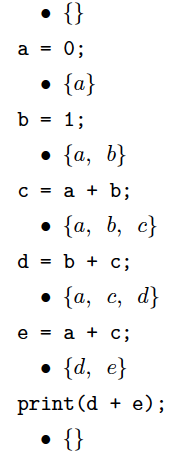 • {}
a = 0;
• {a}
b = 1;
• {a, b}
c = a + b;
• {a, b, c}
d = b + c;
• {a, c, d}
e = a + c;
• {d, e}
print(d + e);
• {}